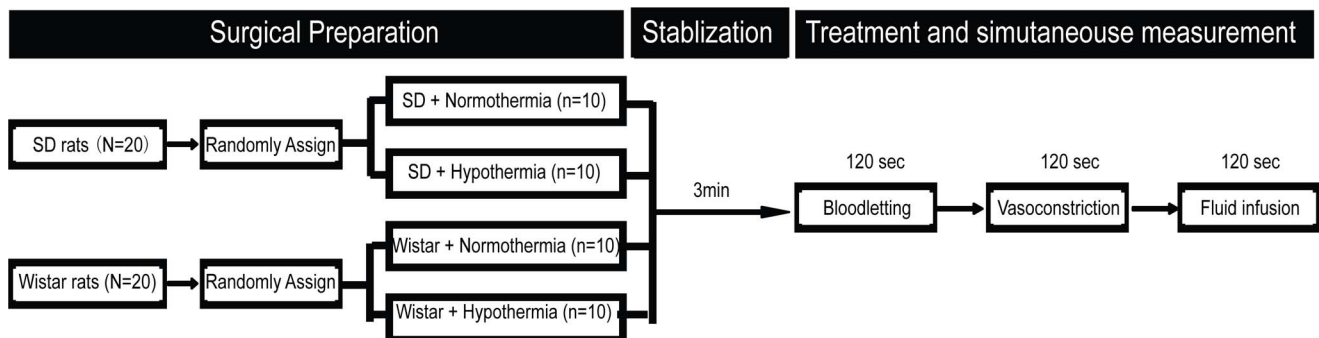 Surgical Preparation
Stablization
Treatment and simutaneouse measurement
SD rats (N=20)
Randomly Assign
SD + Normothermia (n=10)
SD + Hypothermia (n=10)
Wistar rats (N=20)
Randomly Assign
Wistar + Normothermia (n=10)
Wistar + Hypothermia (n=10)
3min
120 sec
Bloodletting
120 sec
Vasoconstriction
120 sec
Fluid infusion